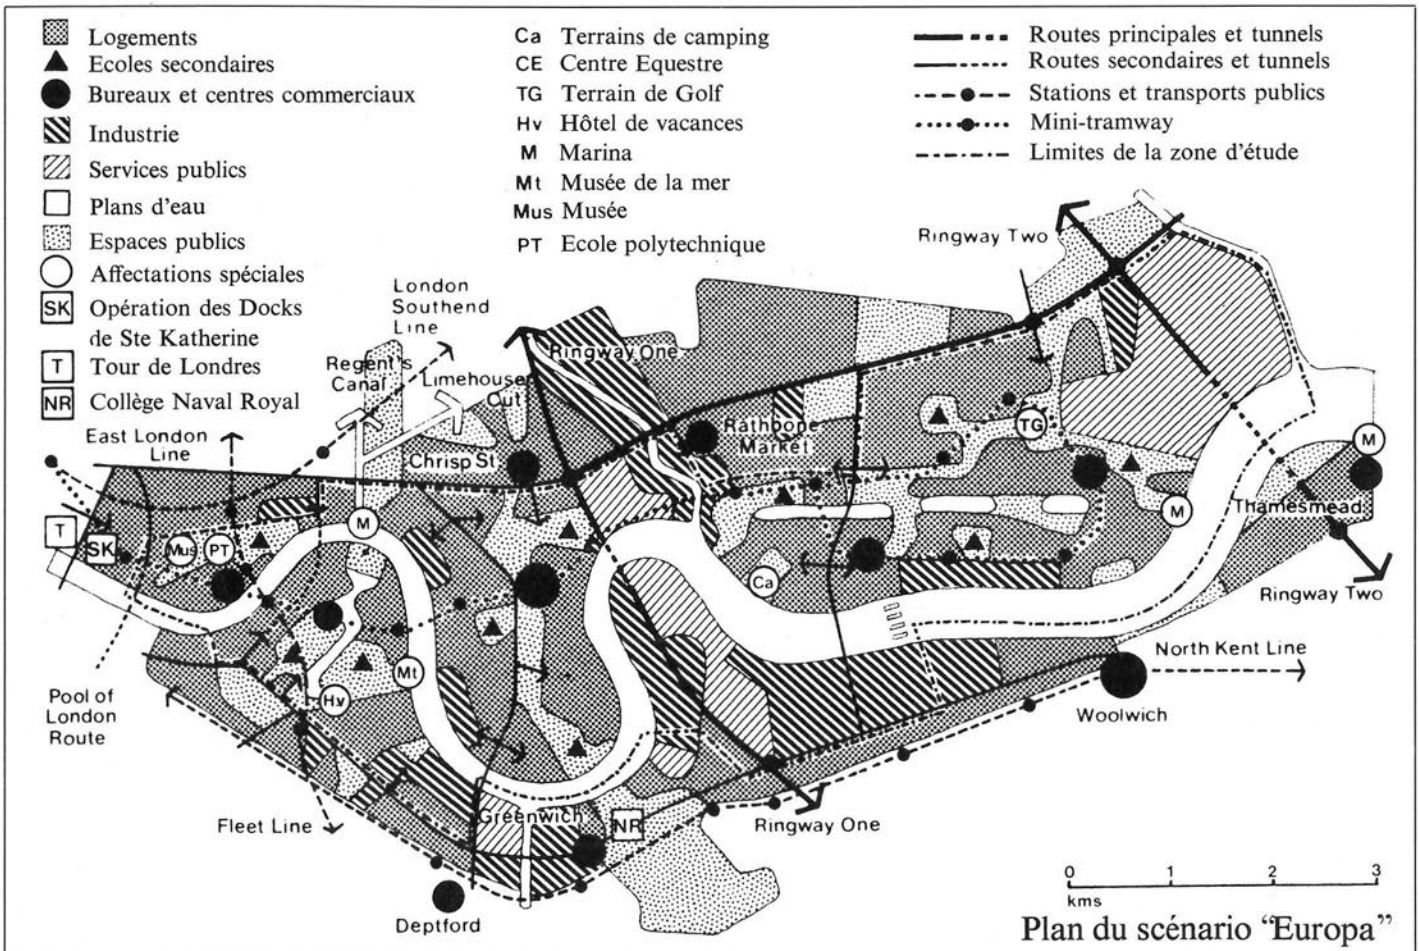 Logements
Ecoles secondaires
Bureaux et centres commerciaux
Industrie
Services publics
Plans d'eau
Espaces publics
Affectations spéciales
SK Opération des Docks
de Ste Katherine
T Tour de Londres
NR Collège Naval Royal
Ca Terrains de camping
CE Centre Equestre
TG Terrain de Golf
Hv Hôtel de vacances
M Marina
Mt Musée de la mer
Mus Musée
PT Ecole polytechnique
Routes principales et tunnels
Routes secondaires et tunnels
Stations et transports publics
Mini-tramway
Limites de la zone d'étude
Ringway Two
London
Southend
Line
Ringway One
Regent's
Canal
Limehouse
Cut
East London
Line
Chrisp St
Rathbone
Market
TG
M
T
SK
Mus
PT
M
M
Thamesmead
Ca
Ringway Two
North Kent Line
Mt
Hv
Pool of
London
Route
Woolwich
Fleet Line
Greenwich
NR
Ringway One
Deptford
0 1 2 3
kms
Plan du scénario “Europa”